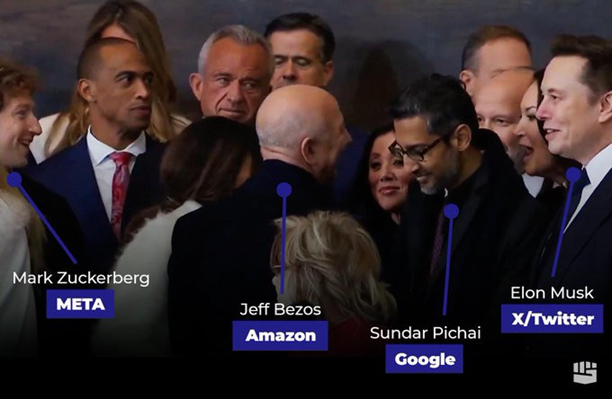 Mark Zuckerberg
META
Jeff Bezos
Amazon
Sundar Pichai
Google
Elon Musk
X/Twitter